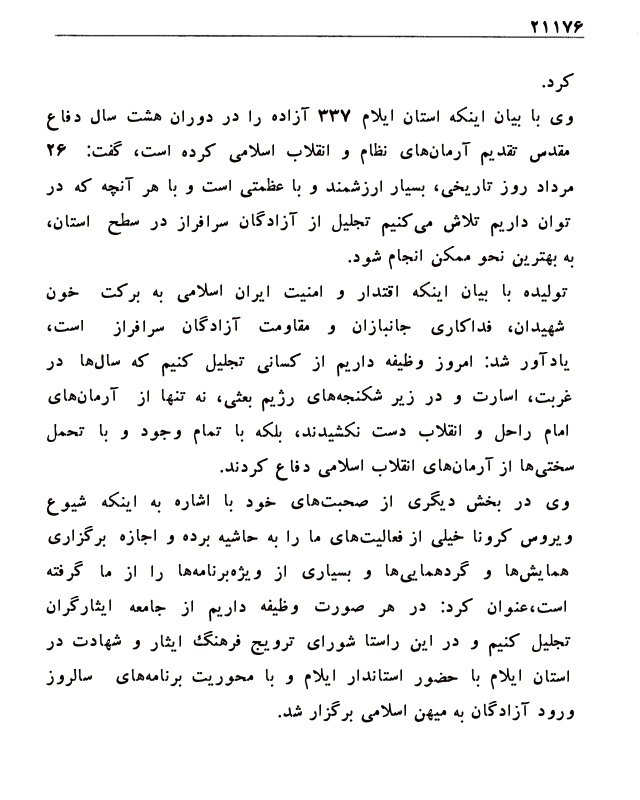 ۲۱۱۷۶
کرد.
وی با بیان اینکه استان ایلام ۳۳۷ آزاده را در دوران هشت سال دفاع
مقدس تقدیم آرمان‌های نظام و انقلاب اسلامی کرده است، گفت: ۲۶
مرداد روز تاریخی، بسیار ارزشمند و با عظمتی است و با هر آنچه که در
توان داریم تلاش می‌کنیم تجلیل از آزادگان سرافراز در سطح استان،
به بهترین نحو ممکن انجام شود.
تولیده با بیان اینکه اقتدار و امنیت ایران اسلامی به برکت خون
شهیدان، فداکاری جانبازان و مقاومت آزادگان سرافراز است،
یادآور شد: امروز وظیفه داریم از کسانی تجلیل کنیم که سال‌ها در
غربت، اسارت و در زیر شکنجه‌های رژیم بعثی، نه تنها از آرمان‌های
امام راحل و انقلاب دست نکشیدند، بلکه با تمام وجود و با تحمل
سختی‌ها از آرمان‌های انقلاب اسلامی دفاع کردند.
وی در بخش دیگری از صحبت‌های خود با اشاره به اینکه شیوع
ویروس کرونا خیلی از فعالیت‌های ما را به حاشیه برده و اجازه برگزاری
همایش‌ها و گردهمایی‌ها و بسیاری از ویژه‌برنامه‌ها را از ما گرفته
است،عنوان کرد: در هر صورت وظیفه داریم از جامعه ایثارگران
تجلیل کنیم و در این راستا شورای ترویج فرهنگ ایثار و شهادت در
استان ایلام با حضور استاندار ایلام و با محوریت برنامه‌های سالروز
ورود آزادگان به میهن اسلامی برگزار شد.